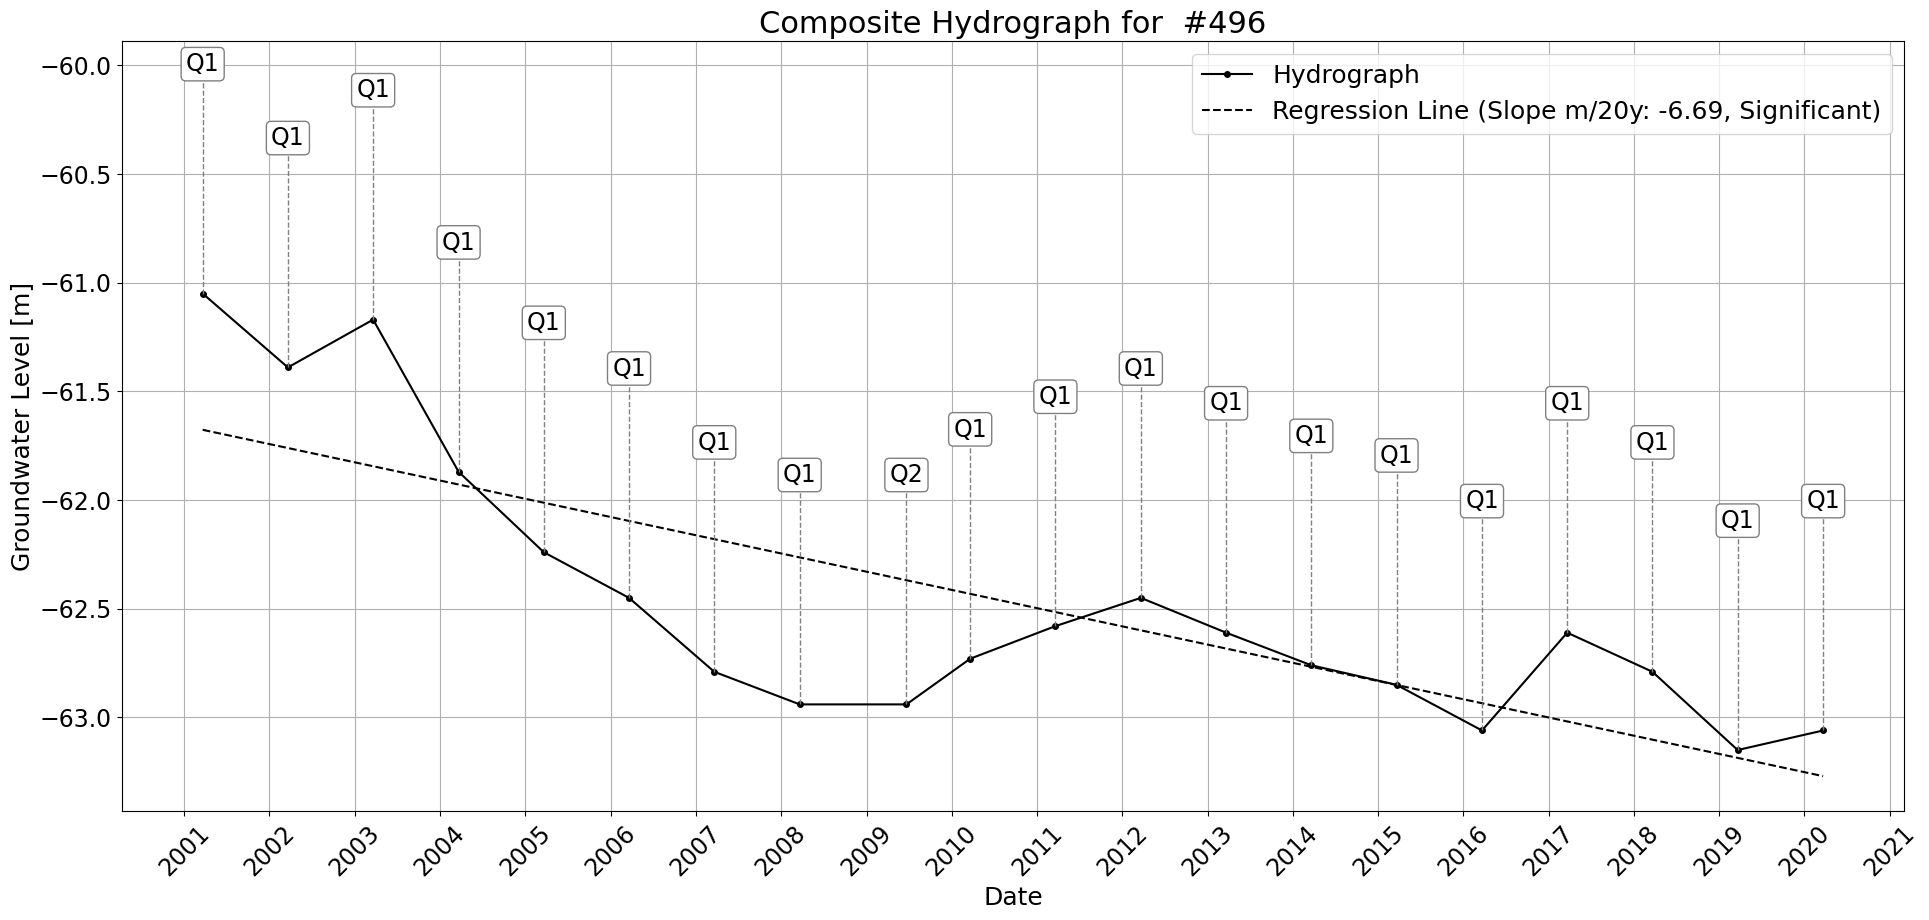 Composite Hydrograph for  #496
Hydrograph
Regression Line (Slope m/20y: -6.69, Significant)
Groundwater Level [m]
−60.0
−60.5
−61.0
−61.5
−62.0
−62.5
−63.0
Q1
Q1
Q1
Q1
Q1
Q1
Q1
Q1
Q2
Q1
Q1
Q1
Q1
Q1
Q1
Q1
Q1
Q1
Q1
Q1
2001
2002
2003
2004
2005
2006
2007
2008
2009
2010
2011
2012
2013
2014
2015
2016
2017
2018
2019
2020
2021
Date